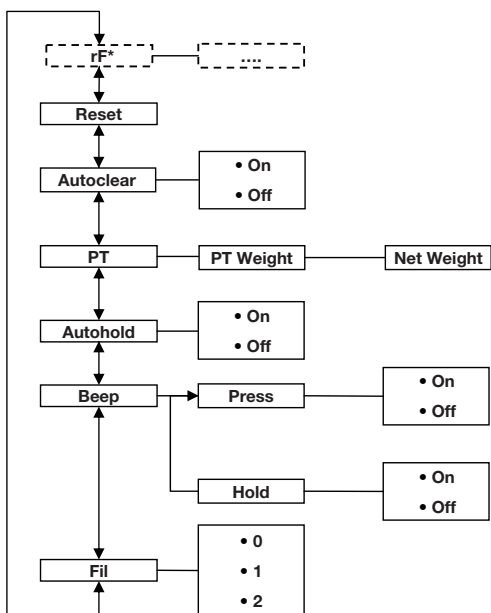 rF*
....
Reset
Autoclear
• On
• Off
PT
PT Weight
Net Weight
Autohold
• On
• Off
Beep
Press
• On
• Off
Hold
• On
• Off
Fil
• 0
• 1
• 2